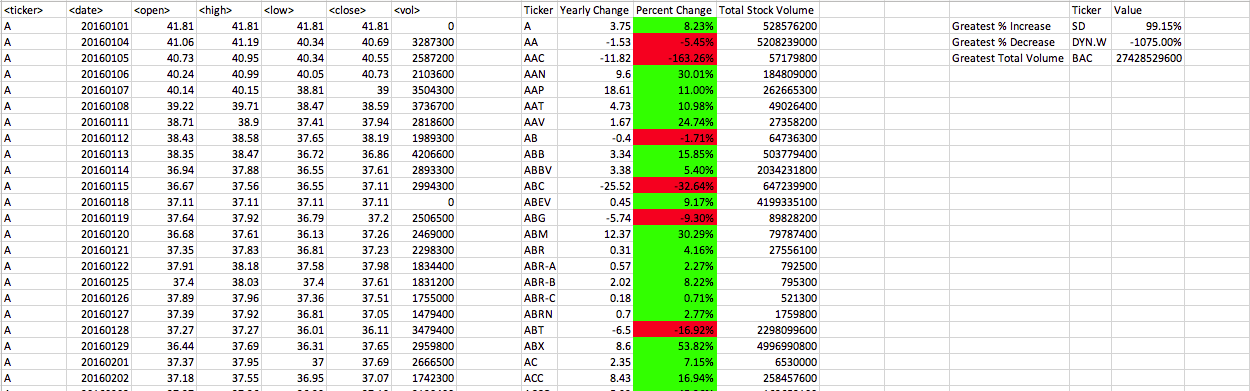 <ticker> <date> <open> <high> <low> <close> <vol> Ticker Yearly Change Percent Change Total Stock Volume Ticker Value
A 20160101 41.81 41.81 41.81 41.81 0 A 3.75 8.23% 528576200 Greatest % Increase SD 99.15%
A 20160104 41.06 41.19 40.34 40.69 3287300 AA -1.53 -5.45% 5208239000 Greatest % Decrease DYN.W -1075.00%
A 20160105 40.73 40.95 40.34 40.55 2587200 AAC -11.82 -163.26% 57179800 Greatest Total Volume BAC 27428529600
A 20160106 40.24 40.99 40.05 40.73 2103600 AAN 9.6 30.01% 184809000
A 20160107 40.14 40.15 38.81 39 3504300 AAP 18.61 11.00% 262665300
A 20160108 39.22 39.71 38.47 38.59 3736700 AAT 4.73 10.98% 49026400
A 20160111 38.71 38.9 37.41 37.94 2818600 AAV 1.67 24.74% 27358200
A 20160112 38.43 38.58 37.65 38.19 1989300 AB -0.4 -1.71% 64736300
A 20160113 38.35 38.47 36.72 36.86 4206600 ABB 3.34 15.85% 503779400
A 20160114 36.94 37.88 36.55 37.61 2893300 ABBV 3.38 5.40% 2034231800
A 20160115 36.67 37.56 36.55 37.11 2994300 ABC -25.52 -32.64% 647239900
A 20160118 37.11 37.11 37.11 37.11 0 ABEV 0.45 9.17% 4199335100
A 20160119 37.64 37.92 36.79 37.2 2506500 ABG -5.74 -9.30% 89828200
A 20160120 36.68 37.61 36.13 37.26 2469000 ABM 12.37 30.29% 79787400
A 20160121 37.35 37.83 36.81 37.23 2298300 ABR 0.31 4.16% 27556100
A 20160122 37.91 38.18 37.58 37.98 1834400 ABR-A 0.57 2.27% 792500
A 20160125 37.4 38.03 37.4 37.61 1831200 ABR-B 2.02 8.22% 795300
A 20160126 37.89 37.96 37.36 37.51 1755000 ABR-C 0.18 0.71% 521300
A 20160127 37.39 37.92 36.81 37.05 1479400 ABRN 0.7 2.77% 1759800
A 20160128 37.27 37.27 36.01 36.11 3479400 ABT -6.5 -16.92% 2298099600
A 20160129 36.44 37.69 36.31 37.65 2959800 ABX 8.6 53.82% 4996990800
A 20160201 37.37 37.95 37 37.69 2666500 AC 2.35 7.15% 6530000
A 20160202 37.18 37.55 36.95 37.07 1742300 ACC 8.43 16.94% 258457600